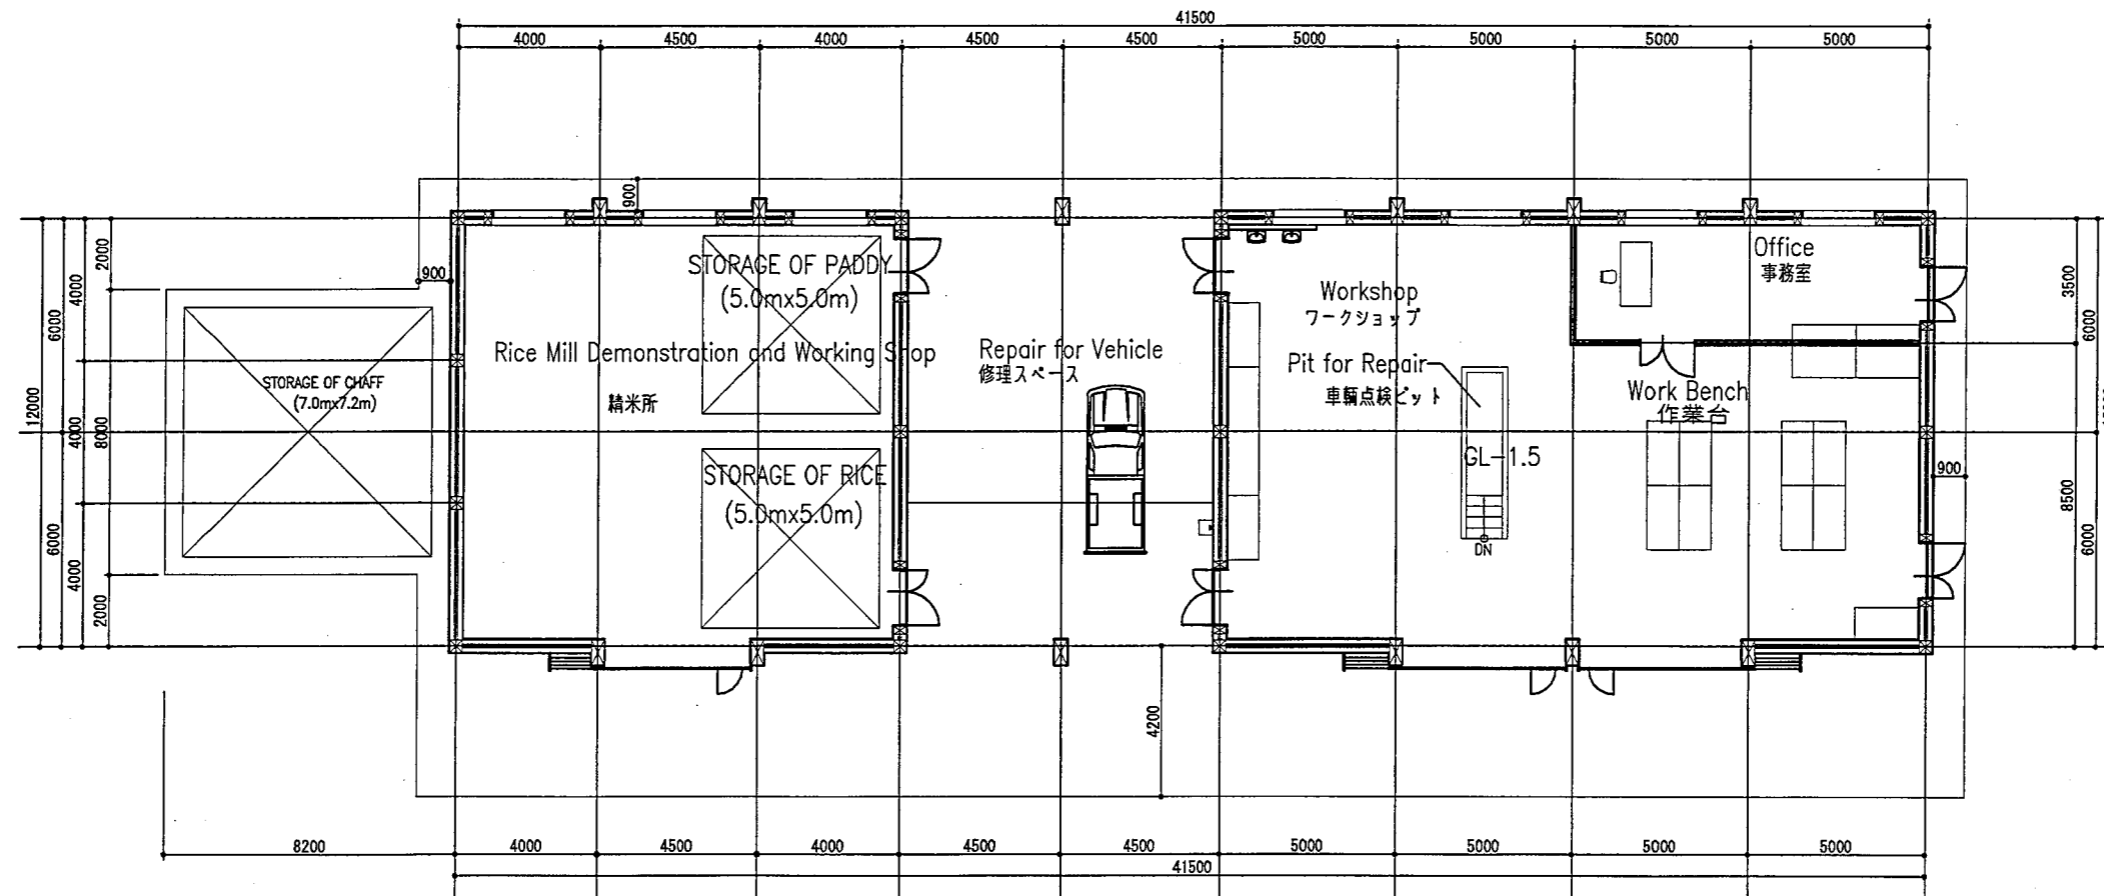 41500
4000 4500 4000 4500 4500 5000 5000 5000 5000
900
900
2000
4000
6000
12000
4000
8000
6000
4000
2000
STORAGE OF CHAFF
(7.0mx7.2m)
STORAGE OF PADDY
(5.0mx5.0m)
Rice Mill Demonstration and Working Shop
精米所
STORAGE OF RICE
(5.0mx5.0m)
Repair for Vehicle
修理スペース
Workshop
ワークショップ
Pit for Repair
車輌点検ピット
GL-1.5
DN
Office
事務室
Work Bench
作業台
3500
6000
900
8500
6000
4200
8200 4000 4500 4000 4500 4500 5000 5000 5000 5000
41500